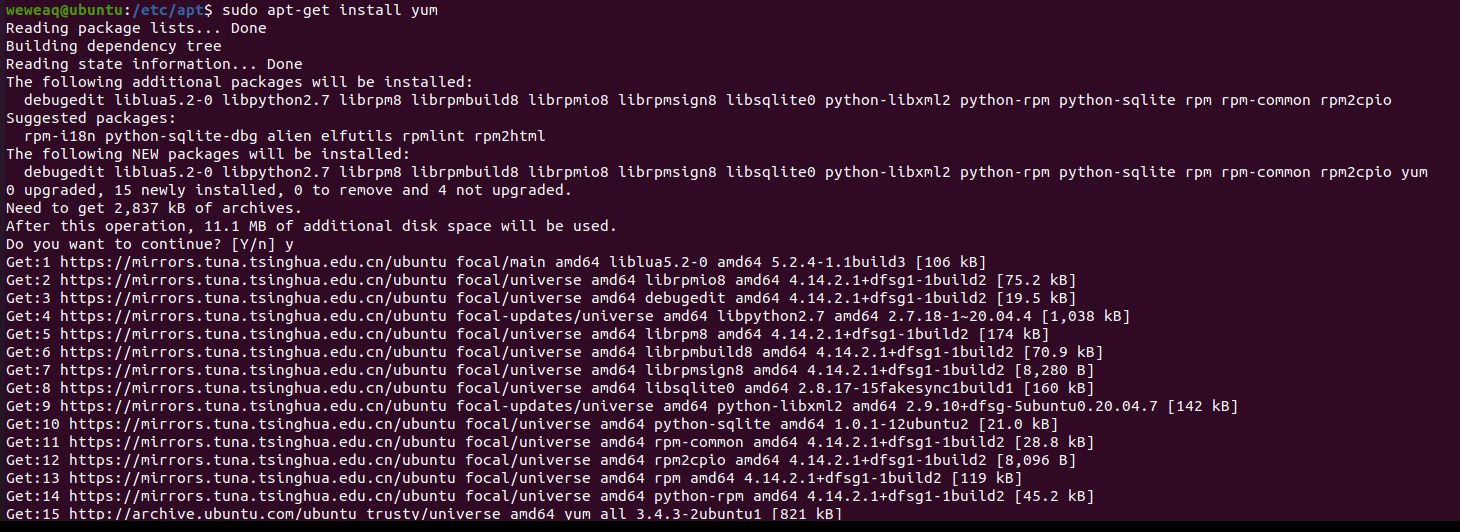 weweaq@ubuntu:/etc/apt$ sudo apt-get install yum
Reading package lists... Done
Building dependency tree
Reading state information... Done
The following additional packages will be installed:
  debugedit liblua5.2-0 libpython2.7 librpm8 librpmbuild8 librpmio8 librpmsign8 libsqlite0 python-libxml2 python-rpm python-sqlite rpm rpm-common rpm2cpio
Suggested packages:
  rpm-i18n python-sqlite-dbg alien elfutils rpmlint rpm2html
The following NEW packages will be installed:
  debugedit liblua5.2-0 libpython2.7 librpm8 librpmbuild8 librpmio8 librpmsign8 libsqlite0 python-libxml2 python-rpm python-sqlite rpm rpm-common rpm2cpio yum
0 upgraded, 15 newly installed, 0 to remove and 4 not upgraded.
Need to get 2,837 kB of archives.
After this operation, 11.1 MB of additional disk space will be used.
Do you want to continue? [Y/n] y
Get:1 https://mirrors.tuna.tsinghua.edu.cn/ubuntu focal/main amd64 liblua5.2-0 amd64 5.2.4-1.1build3 [106 kB]
Get:2 https://mirrors.tuna.tsinghua.edu.cn/ubuntu focal/universe amd64 librpmio8 amd64 4.14.2.1+dfsg1-1build2 [75.2 kB]
Get:3 https://mirrors.tuna.tsinghua.edu.cn/ubuntu focal/universe amd64 debugedit amd64 4.14.2.1+dfsg1-1build2 [19.5 kB]
Get:4 https://mirrors.tuna.tsinghua.edu.cn/ubuntu focal-updates/universe amd64 libpython2.7 amd64 2.7.18-1~20.04.4 [1,038 kB]
Get:5 https://mirrors.tuna.tsinghua.edu.cn/ubuntu focal/universe amd64 librpm8 amd64 4.14.2.1+dfsg1-1build2 [174 kB]
Get:6 https://mirrors.tuna.tsinghua.edu.cn/ubuntu focal/universe amd64 librpmbuild8 amd64 4.14.2.1+dfsg1-1build2 [70.9 kB]
Get:7 https://mirrors.tuna.tsinghua.edu.cn/ubuntu focal/universe amd64 librpmsign8 amd64 4.14.2.1+dfsg1-1build2 [8,280 B]
Get:8 https://mirrors.tuna.tsinghua.edu.cn/ubuntu focal/universe amd64 libsqlite0 amd64 2.8.17-15fakesync1build1 [160 kB]
Get:9 https://mirrors.tuna.tsinghua.edu.cn/ubuntu focal-updates/universe amd64 python-libxml2 amd64 2.9.10+dfsg-5ubuntu0.20.04.7 [142 kB]
Get:10 https://mirrors.tuna.tsinghua.edu.cn/ubuntu focal/universe amd64 python-sqlite amd64 1.0.1-12ubuntu2 [21.0 kB]
Get:11 https://mirrors.tuna.tsinghua.edu.cn/ubuntu focal/universe amd64 rpm-common amd64 4.14.2.1+dfsg1-1build2 [28.8 kB]
Get:12 https://mirrors.tuna.tsinghua.edu.cn/ubuntu focal/universe amd64 rpm2cpio amd64 4.14.2.1+dfsg1-1build2 [8,096 B]
Get:13 https://mirrors.tuna.tsinghua.edu.cn/ubuntu focal/universe amd64 rpm amd64 4.14.2.1+dfsg1-1build2 [119 kB]
Get:14 https://mirrors.tuna.tsinghua.edu.cn/ubuntu focal/universe amd64 python-rpm amd64 4.14.2.1+dfsg1-1build2 [45.2 kB]
Get:15 http://archive.ubuntu.com/ubuntu trusty/universe amd64 yum all 3.4.3-2ubuntu1 [821 kB]